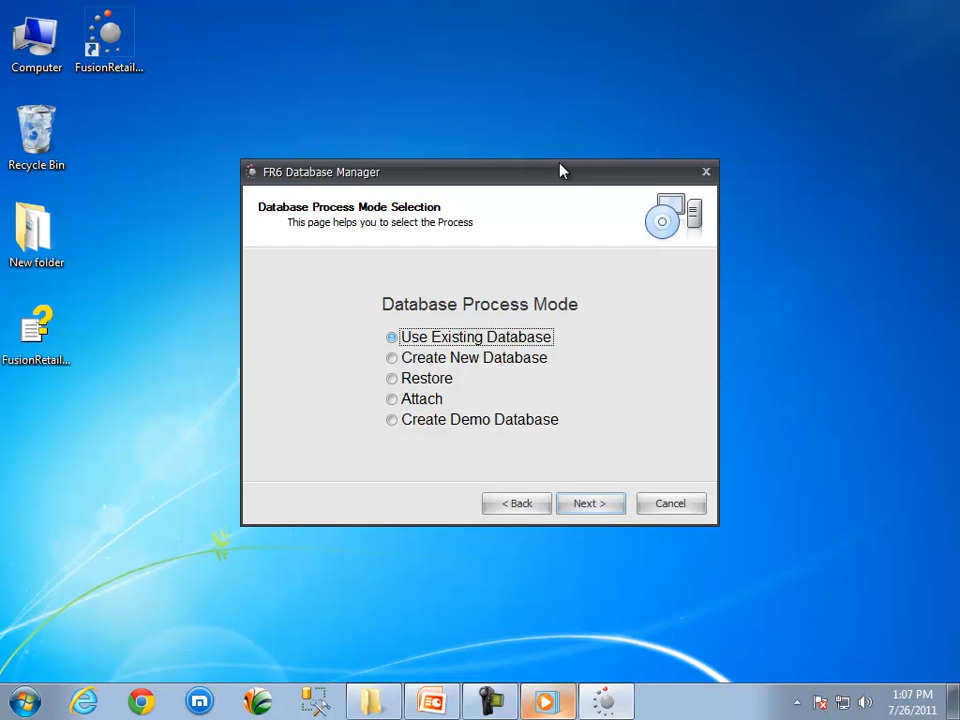 Computer
FusionRetail...
Recycle Bin
New folder
FusionRetail...
FR6 Database Manager
Database Process Mode Selection
This page helps you to select the Process
Database Process Mode
Use Existing Database
Create New Database
Restore
Attach
Create Demo Database
< Back
Next >
Cancel
1:07 PM
7/26/2011